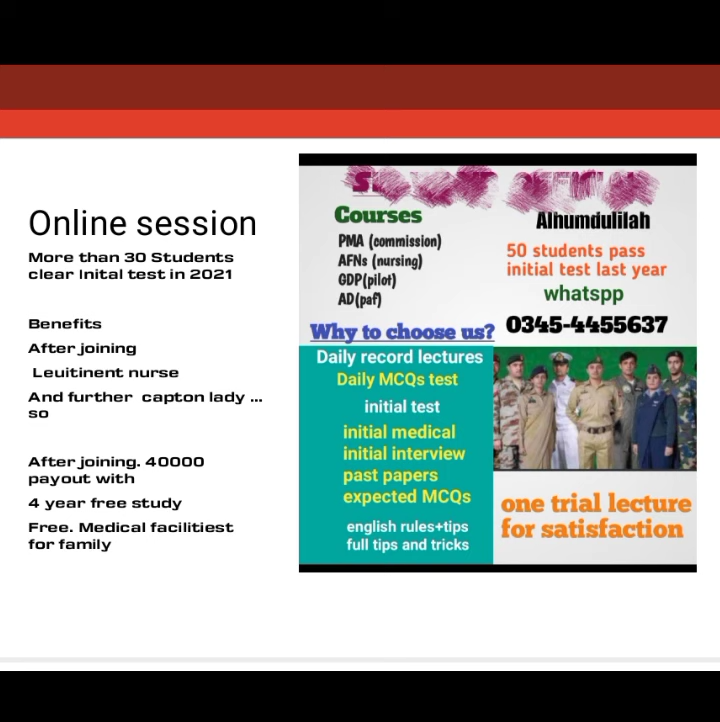 Online session
More than 30 Students
clear Inital test in 2021
Benefits
After joining
Leuitinent nurse
And further capton lady ...
so
After joining. 40000
payout with
4 year free study
Free. Medical facilitiest
for family
Courses
PMA (commission)
AFNs (nursing)
GDP(pilot)
AD(paf)
Alhumdulilah
50 students pass
initial test last year
whatspp
0345-4455637
Why to choose us?
Daily record lectures
Daily MCQs test
initial test
initial medical
initial interview
past papers
expected MCQs
english rules+tips
full tips and tricks
one trial lecture
for satisfaction